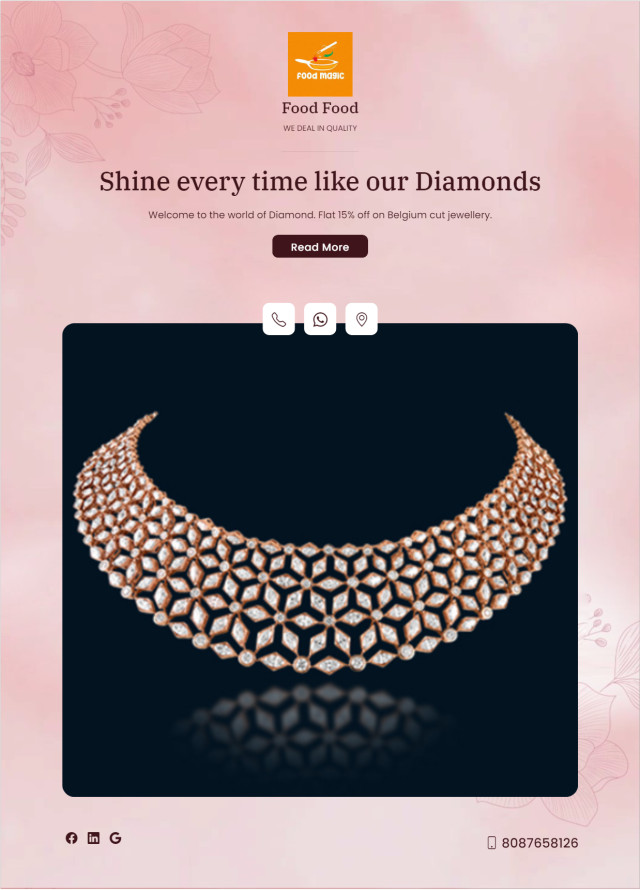 FOOD MAGIC
Food Food
WE DEAL IN QUALITY
Shine every time like our Diamonds
Welcome to the world of Diamond. Flat 15% off on Belgium cut jewellery.
Read More
8087658126